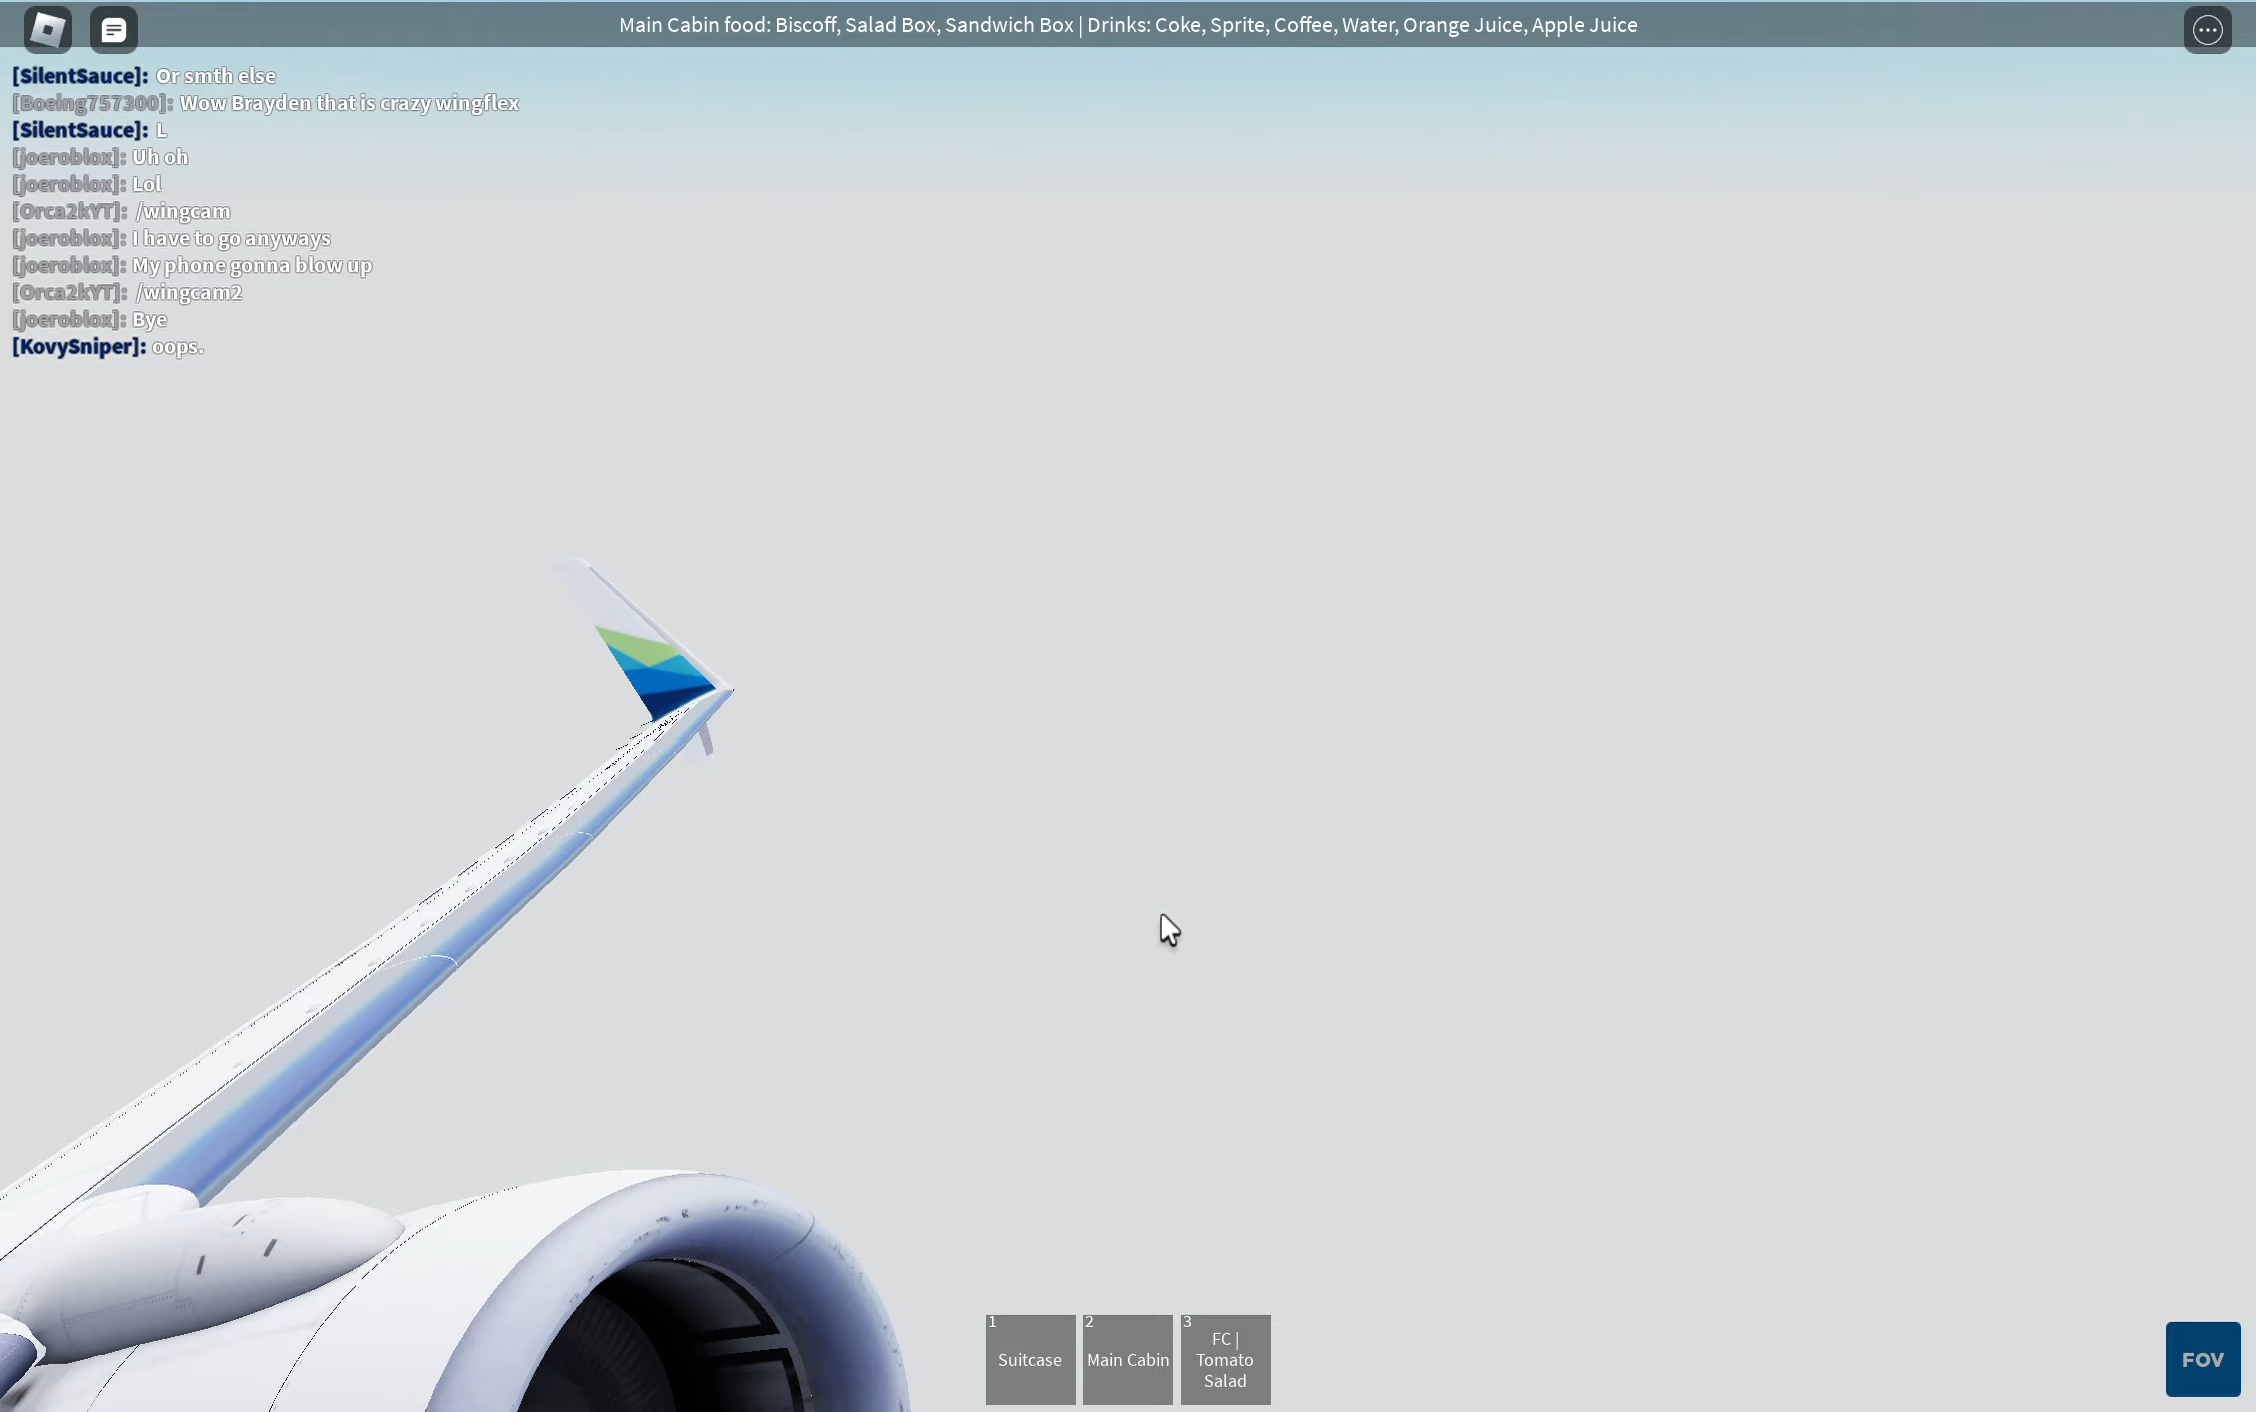 Main Cabin food: Biscoff, Salad Box, Sandwich Box | Drinks: Coke, Sprite, Coffee, Water, Orange Juice, Apple Juice
[SilentSauce]: Or smth else
[Boeing757300]: Wow Brayden that is crazy wingflex
[SilentSauce]: L
[joeroblox]: Uh oh
[joeroblox]: Lol
[Orca2kYT]: /wingcam
[joeroblox]: I have to go anyways
[joeroblox]: My phone gonna blow up
[Orca2kYT]: /wingcam2
[joeroblox]: Bye
[KovySniper]: oops.
1
Suitcase
2
Main Cabin
3
FC |
Tomato
Salad
FOV